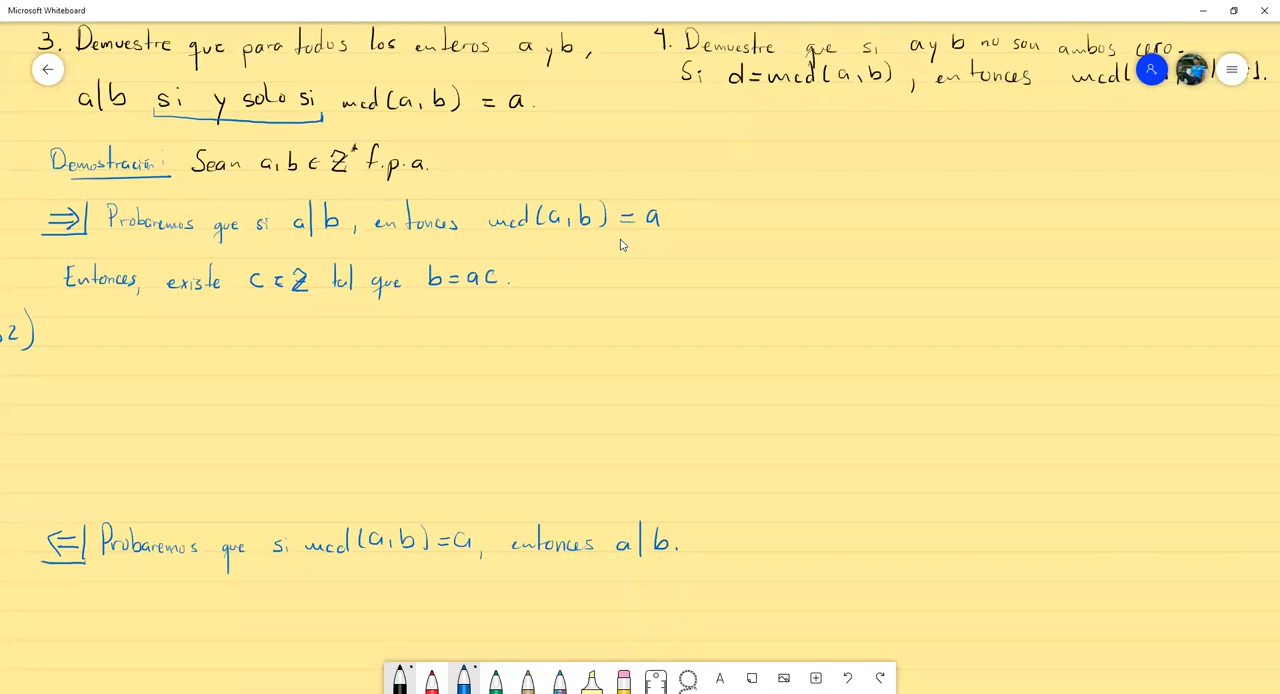 Microsoft Whiteboard
3. Demuestre que para todos los enteros a y b,
a|b si y solo si mcd(a,b) = a.
4. Demuestre que si a y b no son ambos cero.
Si d=mcd(a,b), entonces mcd(
1.
Demostración: Sean a,b ∈ Z* f.p.a.
⇒| Probaremos que si a|b, entonces mcd(a,b) = a
Entonces, existe c ∈ Z tal que b=ac.
2)
⇐| Probaremos que si mcd(a,b)=a, entonces a|b.
A